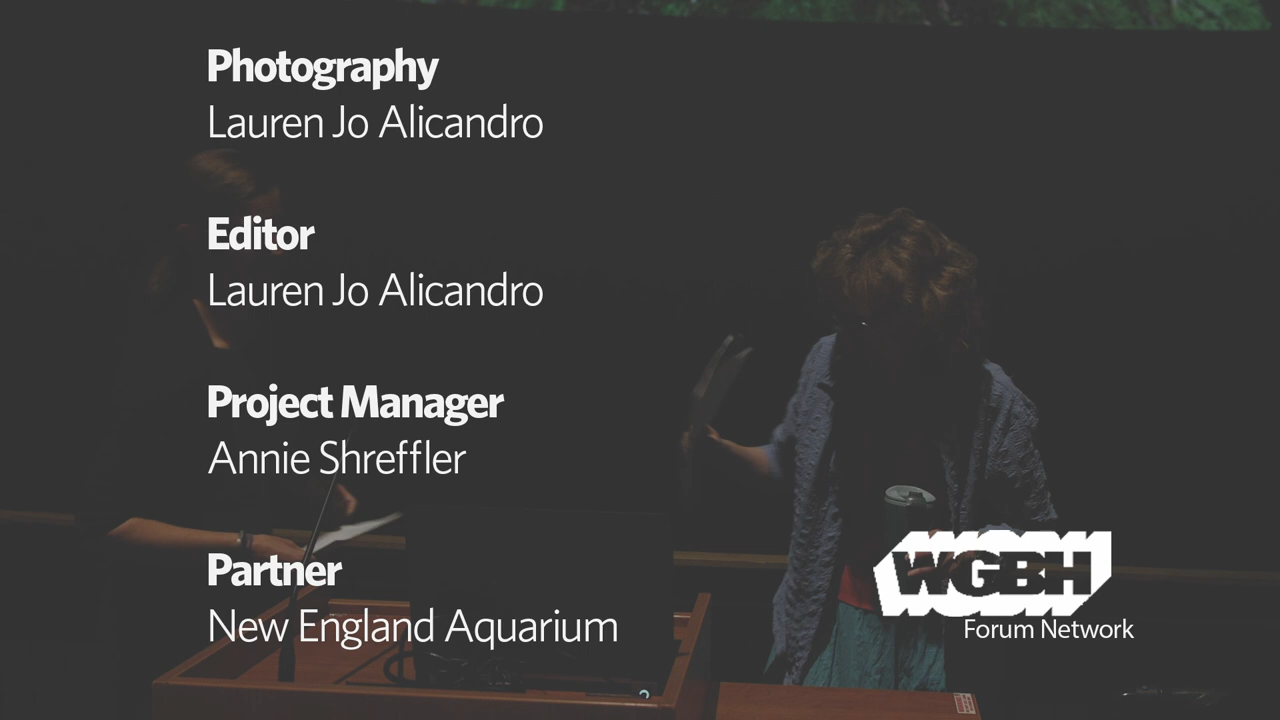 Photography
Lauren Jo Alicandro
Editor
Lauren Jo Alicandro
Project Manager
Annie Shreffler
Partner
New England Aquarium
WGBH
Forum Network